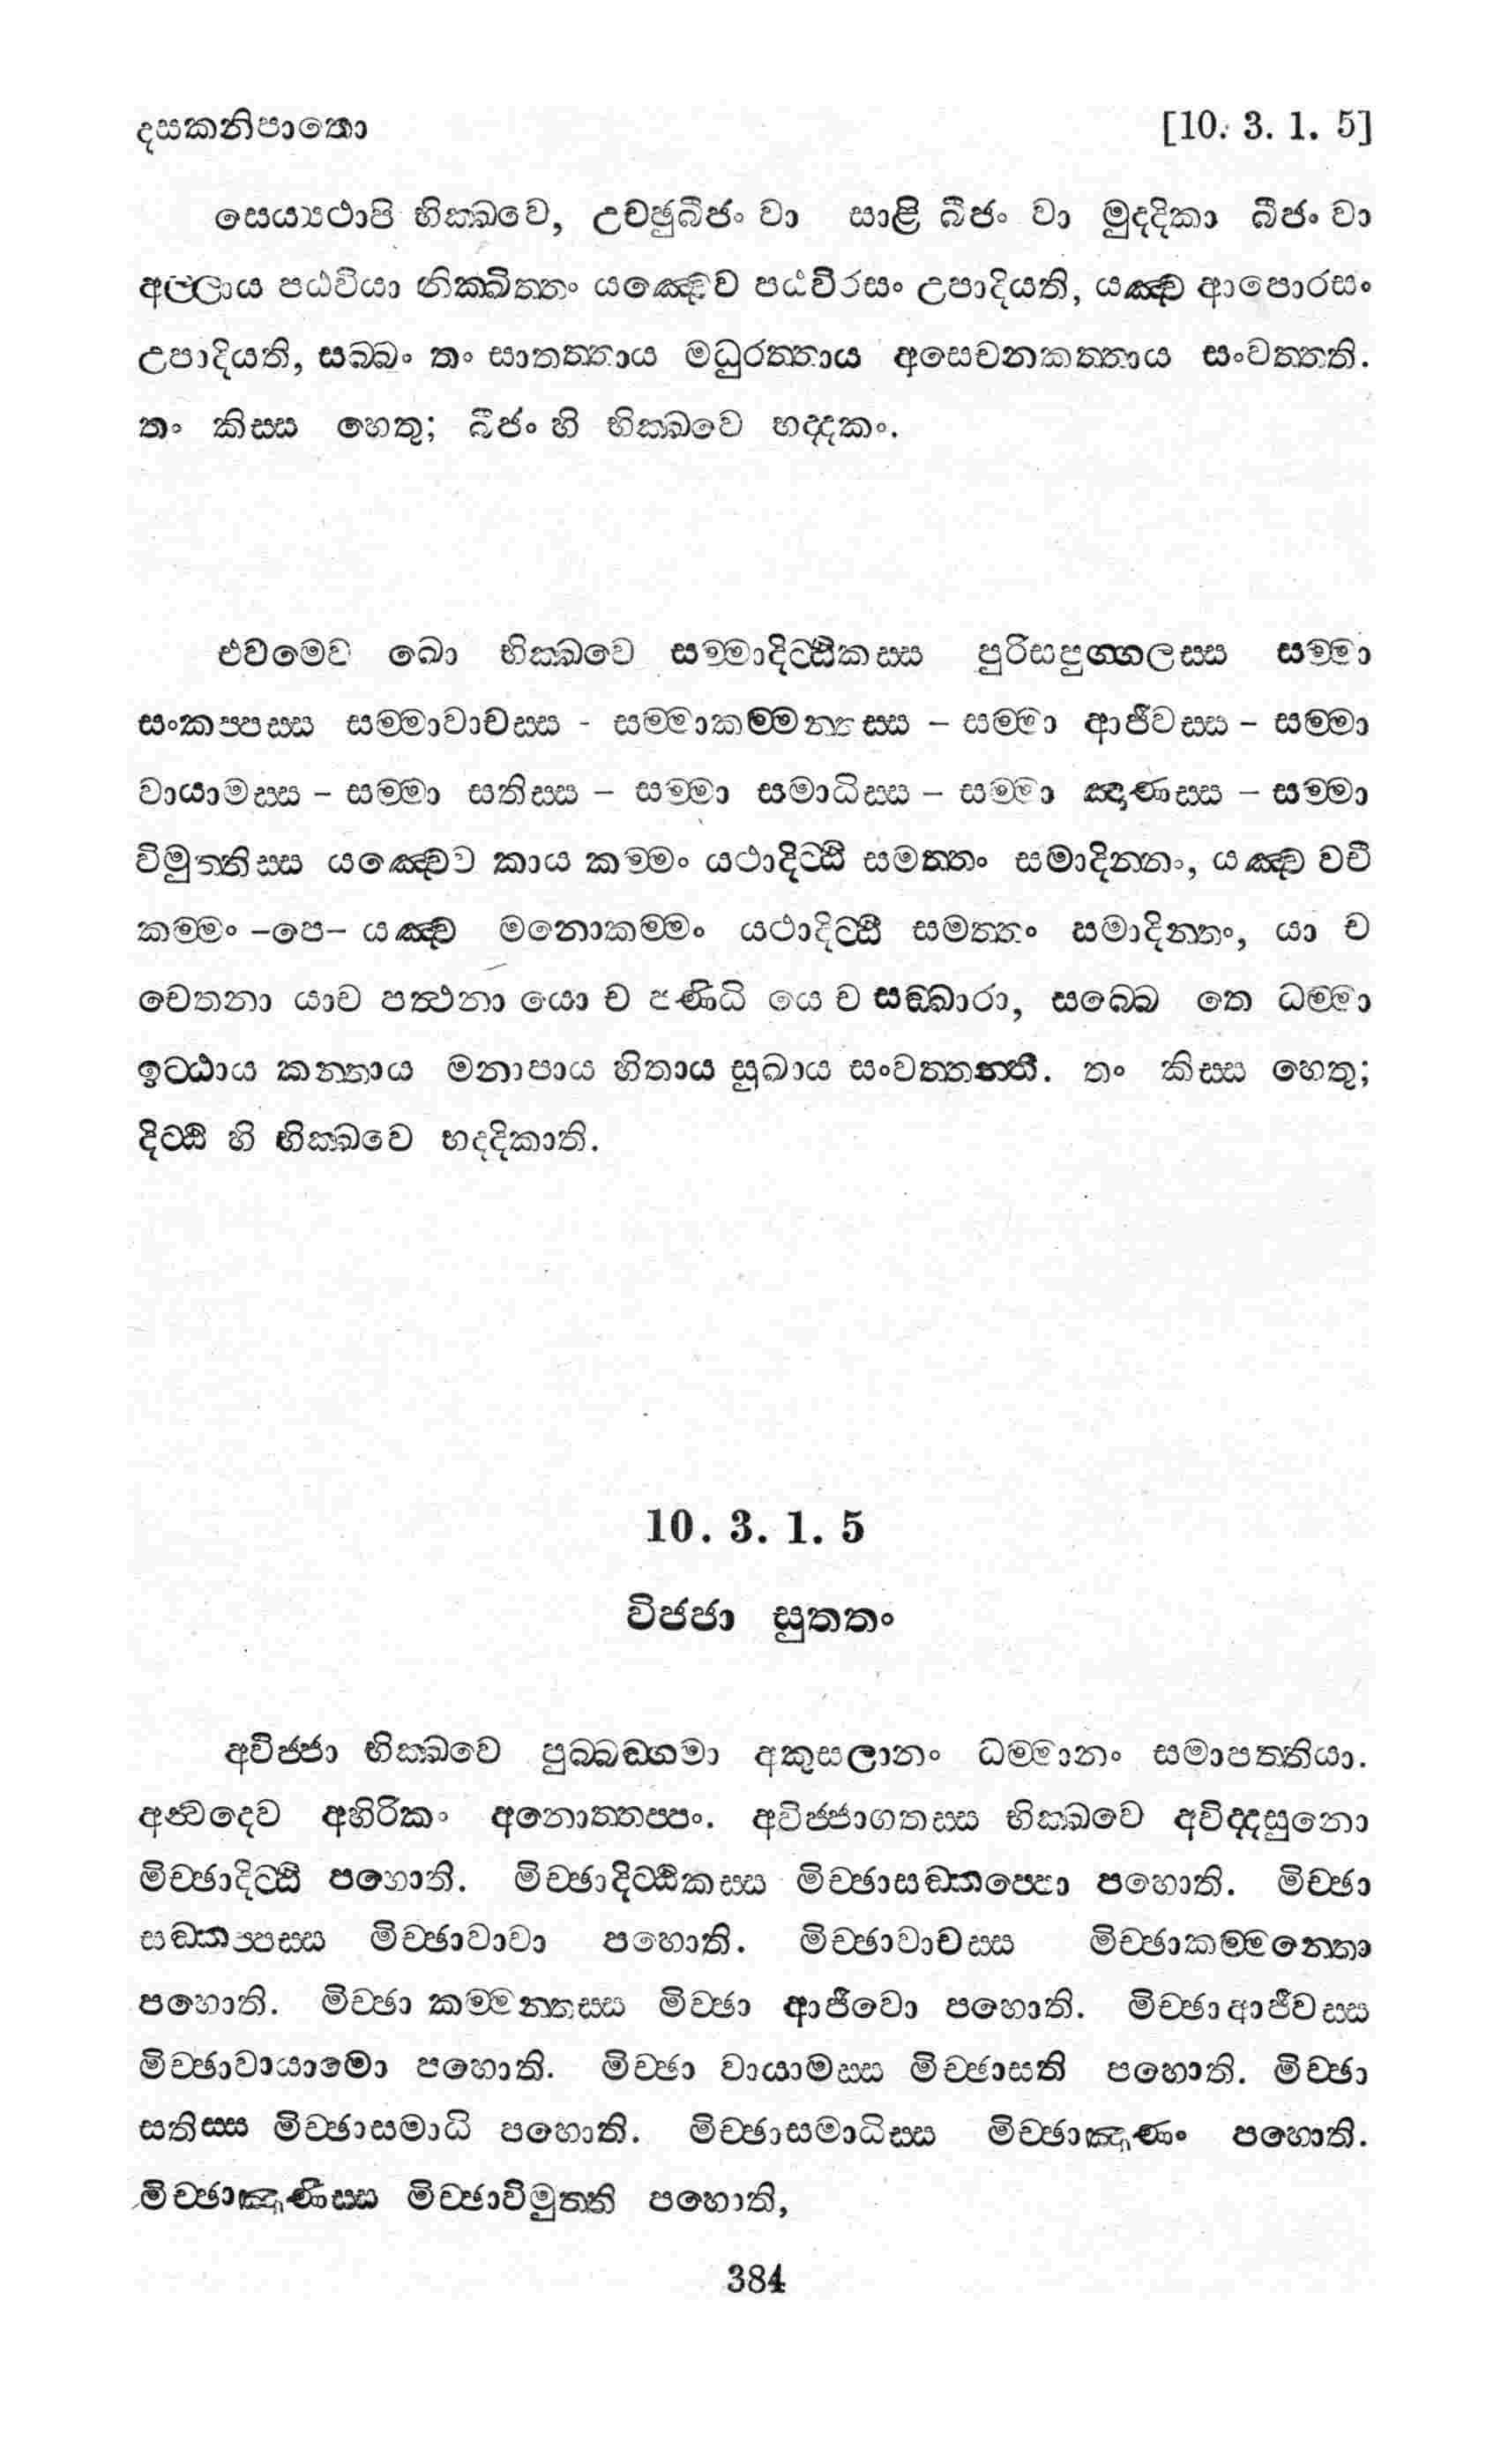 දසකනිපාතො [10. 3. 1. 5]
සෙය්‍යථාපි භික්ඛවෙ, උච්ඡුබීජං වා සාළි බීජං වා මුද්දිකා බීජං වා
අල්ලාය පඨවියා නික්ඛිත්තං යඤ්චෙව පඨවිරසං උපාදියති, යඤ්ච ආපොරසං
උපාදියති, සබ්බං තං සාතත්තාය මධුරත්තාය අසෙචනකත්තාය සංවත්තති.
තං කිස්ස හෙතු; බීජං හි භික්ඛවෙ භද්දකං.
එවමෙව ඛො භික්ඛවෙ සම්මාදිට්ඨිකස්ස පුරිසපුග්ගලස්ස සම්මා
සංකප්පස්ස සම්මාවාචස්ස - සම්මාකම්මන්තස්ස – සම්මා ආජීවස්ස – සම්මා
වායාමස්ස – සම්මා සතිස්ස – සම්මා සමාධිස්ස – සම්මා ඤාණස්ස – සම්මා
විමුත්තිස්ස යඤ්චෙව කාය කම්මං යථාදිට්ඨි සමත්තං සමාදින්නං, යඤ්ච වචී
කම්මං –පෙ– යඤ්ච මනොකම්මං යථාදිට්ඨි සමත්තං සමාදින්නං, යා ච
චෙතනා යාච පත්ථනා යො ච පණිධි යෙ ච සඞ්ඛාරා, සබ්බෙ තෙ ධම්මා
ඉට්ඨාය කන්තාය මනාපාය හිතාය සුඛාය සංවත්තන්ති. තං කිස්ස හෙතු;
දිට්ඨි හි භික්ඛවෙ භද්දිකාති.
10. 3. 1. 5
විජ්ජා සුත්තං
අවිජ්ජා භික්ඛවෙ පුබ්බඞ්ගමා අකුසලානං ධම්මානං සමාපත්තියා.
අන්වදෙව අහිරිකං අනොත්තප්පං. අවිජ්ජාගතස්ස භික්ඛවෙ අවිද්දසුනො
මිච්ඡාදිට්ඨි පහොති. මිච්ඡාදිට්ඨිකස්ස මිච්ඡාසඞ්කප්පො පහොති. මිච්ඡා
සඞ්කප්පස්ස මිච්ඡාවාචා පහොති. මිච්ඡාවාචස්ස මිච්ඡාකම්මන්තො
පහොති. මිච්ඡා කම්මන්තස්ස මිච්ඡා ආජීවො පහොති. මිච්ඡාආජීවස්ස
මිච්ඡාවායාමො පහොති. මිච්ඡා වායාමස්ස මිච්ඡාසති පහොති. මිච්ඡා
සතිස්ස මිච්ඡාසමාධි පහොති. මිච්ඡාසමාධිස්ස මිච්ඡාඤාණං පහොති.
මිච්ඡාඤාණිස්ස මිච්ඡාවිමුත්ති පහොති,
384